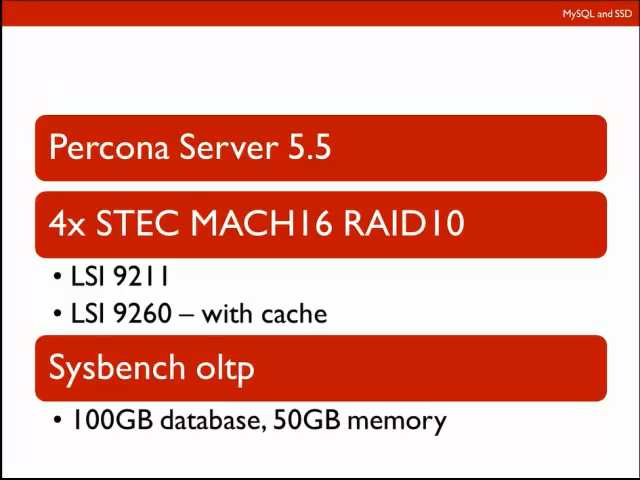 MySQL and SSD
Percona Server 5.5
4x STEC MACH16 RAID10
• LSI 9211
• LSI 9260 – with cache
Sysbench oltp
• 100GB database, 50GB memory